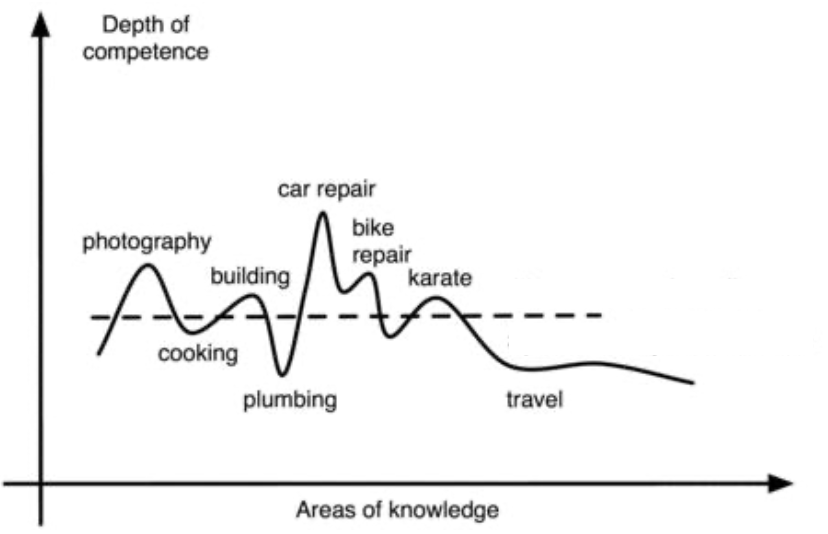 Depth of
competence
car repair
photography
bike
repair
building
karate
cooking
plumbing
travel
Areas of knowledge